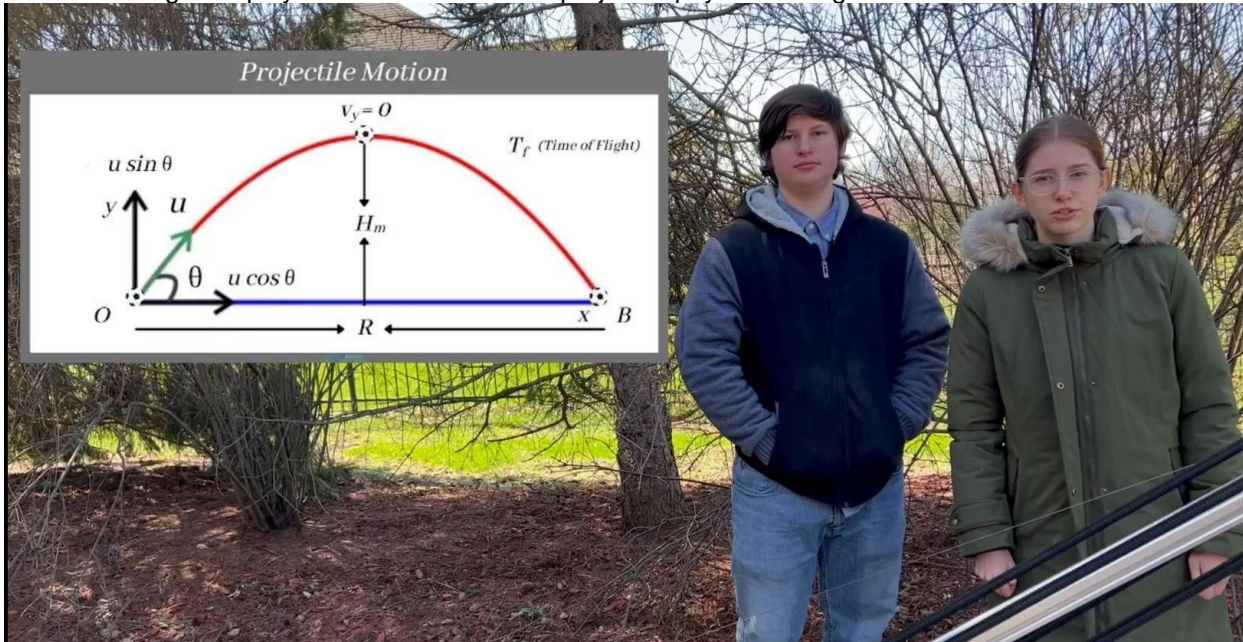 Projectile Motion
v_y = 0
T_f (Time of Flight)
u sin θ
y
u
H_m
θ
u cos θ
O
x
B
R